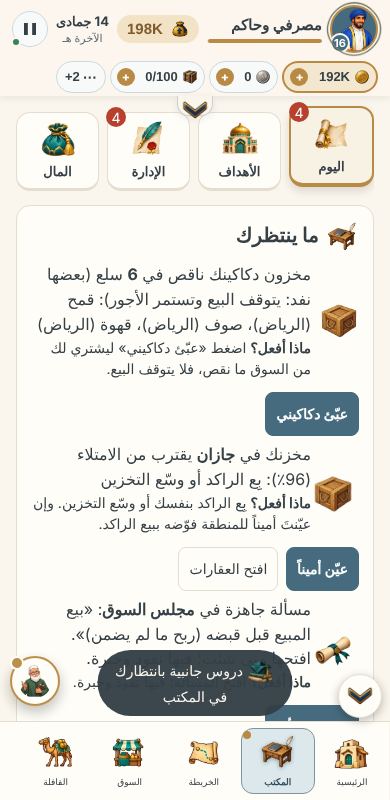 مصرفي وحاكم
16
198K
14 جمادى
الآخرة هـ
192K +
0 +
0/100 +
+2 ···
اليوم
4
الأهداف
الإدارة
4
المال
ما ينتظرك
مخزون دكاكينك ناقص في 6 سلع (بعضها
نفد: يتوقف البيع وتستمر الأجور): قمح
(الرياض)، صوف (الرياض)، قهوة (الرياض)
ماذا أفعل؟ اضغط «عبّئ دكاكيني» ليشتري لك
من السوق ما نقص، فلا يتوقف البيع.
عبّئ دكاكيني
مخزنك في جازان يقترب من الامتلاء
(96٪): بِع الراكد أو وسّع التخزين
ماذا أفعل؟ بِع الراكد بنفسك أو وسّع التخزين. وإن
عيّنتَ أميناً للمنطقة فوّضه ببيع الراكد.
عيّن أميناً
افتح العقارات
مسألة جاهزة في مجلس السوق: «بيع
المبيع قبل قبضه (ربح ما لم يضمن)».
دروس جانبية بانتظارك
في المكتب
الرئيسية
المكتب
الخريطة
السوق
القافلة